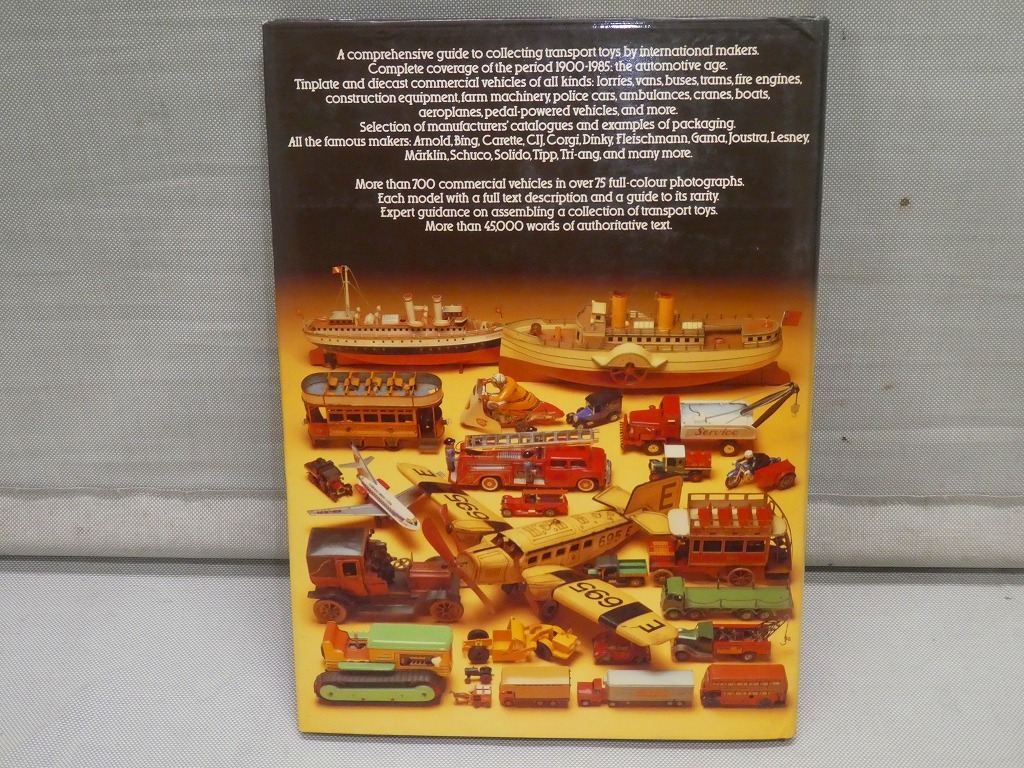 A comprehensive guide to collecting transport toys by international makers.
Complete coverage of the period 1900-1985: the automotive age.
Tinplate and diecast commercial vehicles of all kinds: lorries, vans, buses, trams, fire engines,
construction equipment, farm machinery, police cars, ambulances, cranes, boats,
aeroplanes, pedal-powered vehicles, and more.
Selection of manufacturers' catalogues and examples of packaging.
All the famous makers: Arnold, Bing, Carette, CIJ, Corgi, Dinky, Fleischmann, Gama, Joustra, Lesney,
Märklin, Schuco, Solido, Tipp, Tri-ang, and many more.
More than 700 commercial vehicles in over 75 full-colour photographs.
Each model with a full text description and a guide to its rarity.
Expert guidance on assembling a collection of transport toys.
More than 45,000 words of authoritative text.
Service
E
695
E
695
695
E